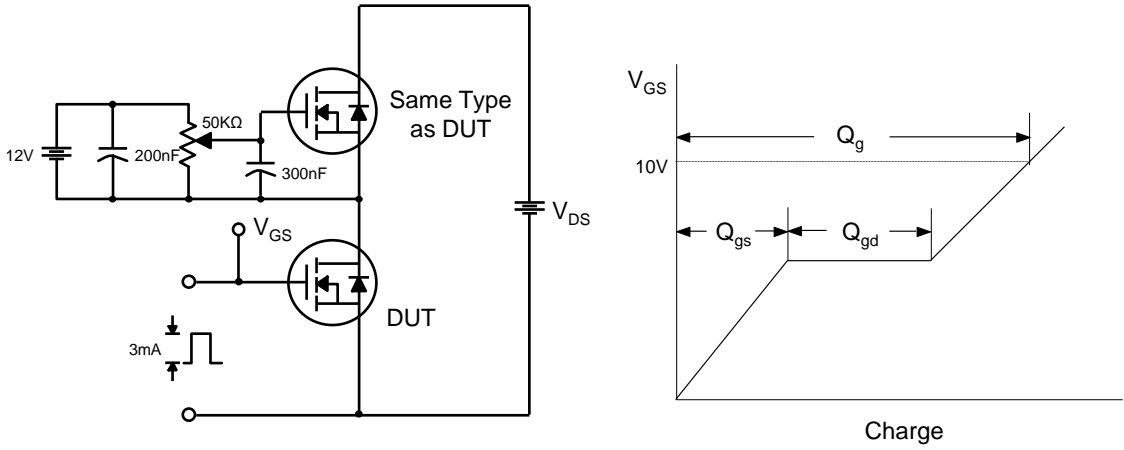 50KΩ
12V
200nF
300nF
Same Type
as DUT
V_DS
V_GS
DUT
3mA
V_GS
10V
Q_g
Q_gs
Q_gd
Charge